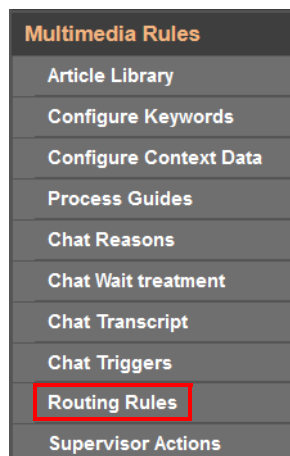 Multimedia Rules
Article Library
Configure Keywords
Configure Context Data
Process Guides
Chat Reasons
Chat Wait treatment
Chat Transcript
Chat Triggers
Routing Rules
Supervisor Actions